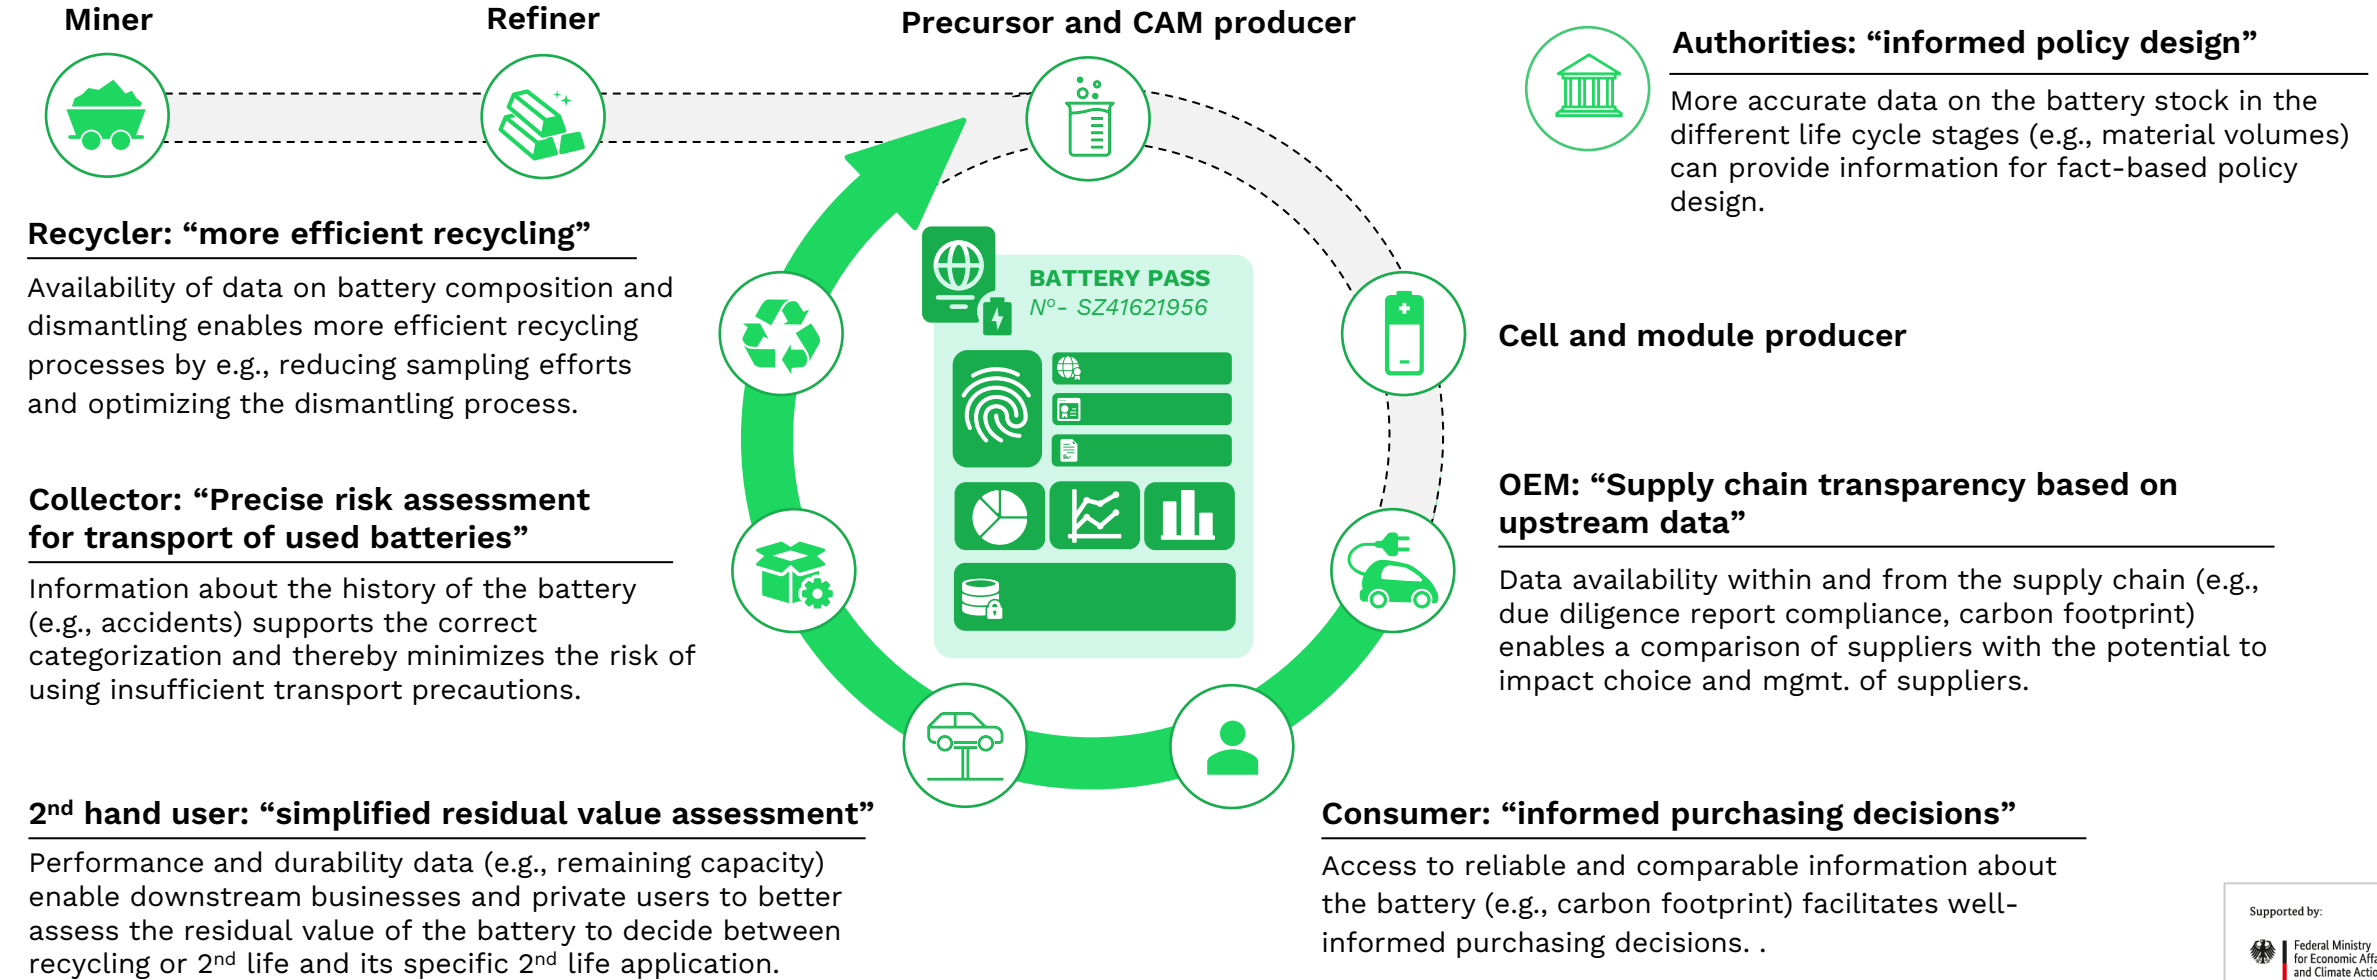 Miner
Refiner
Precursor and CAM producer
Authorities: “informed policy design”
More accurate data on the battery stock in the
different life cycle stages (e.g., material volumes)
can provide information for fact-based policy
design.
Recycler: “more efficient recycling”
Availability of data on battery composition and
dismantling enables more efficient recycling
processes by e.g., reducing sampling efforts
and optimizing the dismantling process.
BATTERY PASS
Nº- SZ41621956
Cell and module producer
Collector: “Precise risk assessment
for transport of used batteries”
Information about the history of the battery
(e.g., accidents) supports the correct
categorization and thereby minimizes the risk of
using insufficient transport precautions.
OEM: “Supply chain transparency based on
upstream data”
Data availability within and from the supply chain (e.g.,
due diligence report compliance, carbon footprint)
enables a comparison of suppliers with the potential to
impact choice and mgmt. of suppliers.
2nd hand user: “simplified residual value assessment”
Performance and durability data (e.g., remaining capacity)
enable downstream businesses and private users to better
assess the residual value of the battery to decide between
recycling or 2nd life and its specific 2nd life application.
Consumer: “informed purchasing decisions”
Access to reliable and comparable information about
the battery (e.g., carbon footprint) facilitates well-
informed purchasing decisions. .
Supported by:
Federal Ministry
for Economic
and Climate